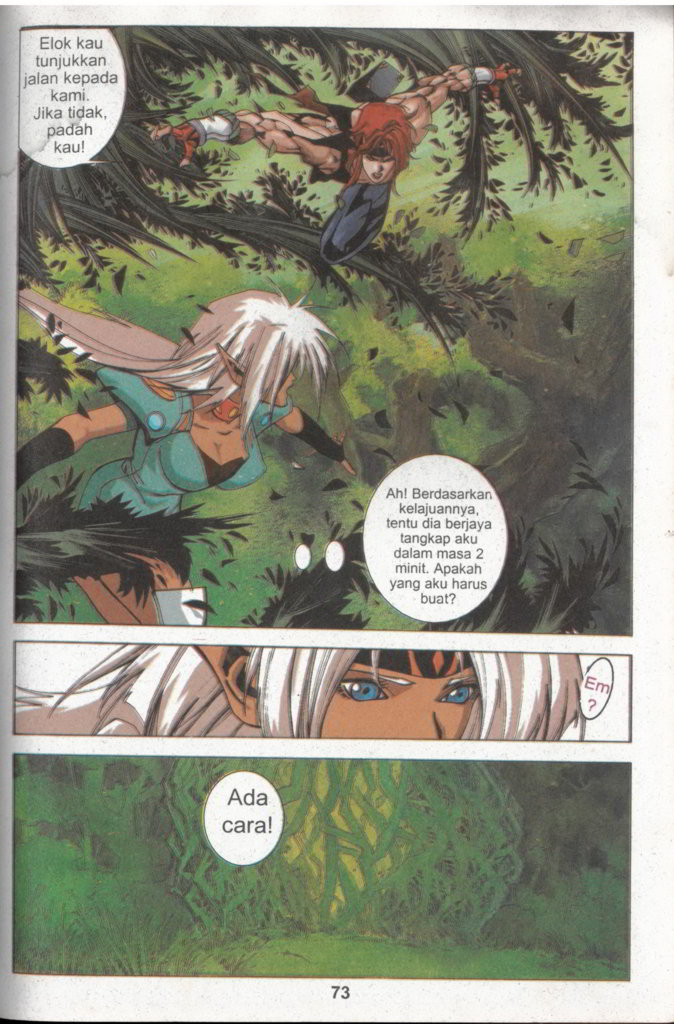 Elok kau
tunjukkan
jalan kepada
kami.
Jika tidak,
padah
kau!
Ah! Berdasarkan
kelajuannya,
tentu dia berjaya
tangkap aku
dalam masa 2
minit. Apakah
yang aku harus
buat?
Em
?
Ada
cara!
73